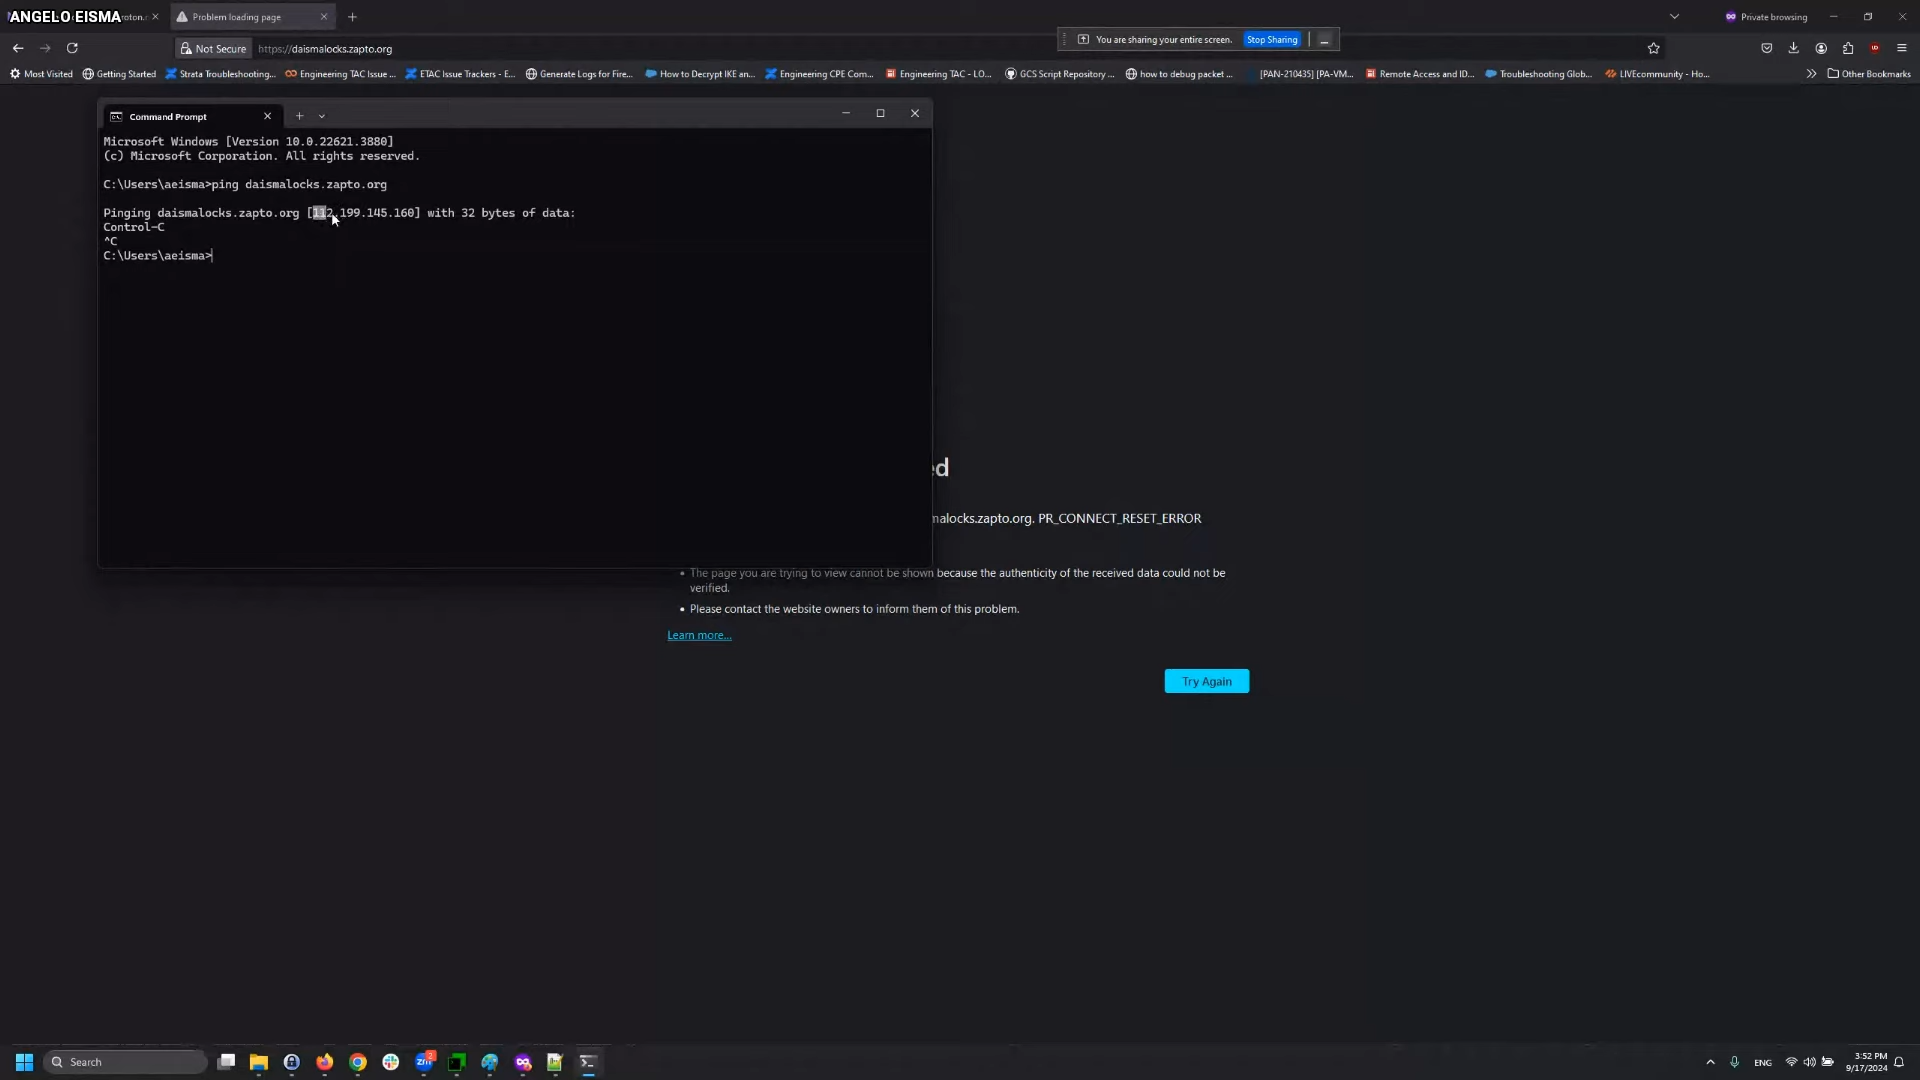 ANGELO EISMA
roton.
Problem loading page
Private browsing
Not Secure
https://daismalocks.zapto.org
You are sharing your entire screen.
Stop Sharing
Most Visited
Getting Started
Strata Troubleshooting...
Engineering TAC Issue ...
ETAC Issue Trackers - E...
Generate Logs for Fire...
How to Decrypt IKE an...
Engineering CPE Com...
Engineering TAC - LO...
GCS Script Repository ...
how to debug packet ...
[PAN-210435] [PA-VM...
Remote Access and ID...
Troubleshooting Glob...
LIVEcommunity - Ho...
Other Bookmarks
Command Prompt
Microsoft Windows [Version 10.0.22621.3880]
(c) Microsoft Corporation. All rights reserved.
C:\Users\aeisma>ping daismalocks.zapto.org
Pinging daismalocks.zapto.org [112.199.145.160] with 32 bytes of data:
Control-C
^C
C:\Users\aeisma>
ed
malocks.zapto.org. PR_CONNECT_RESET_ERROR
The page you are trying to view cannot be shown because the authenticity of the received data could not be
verified.
Please contact the website owners to inform them of this problem.
Learn more...
Try Again
Search
ENG
3:52 PM
9/17/2024